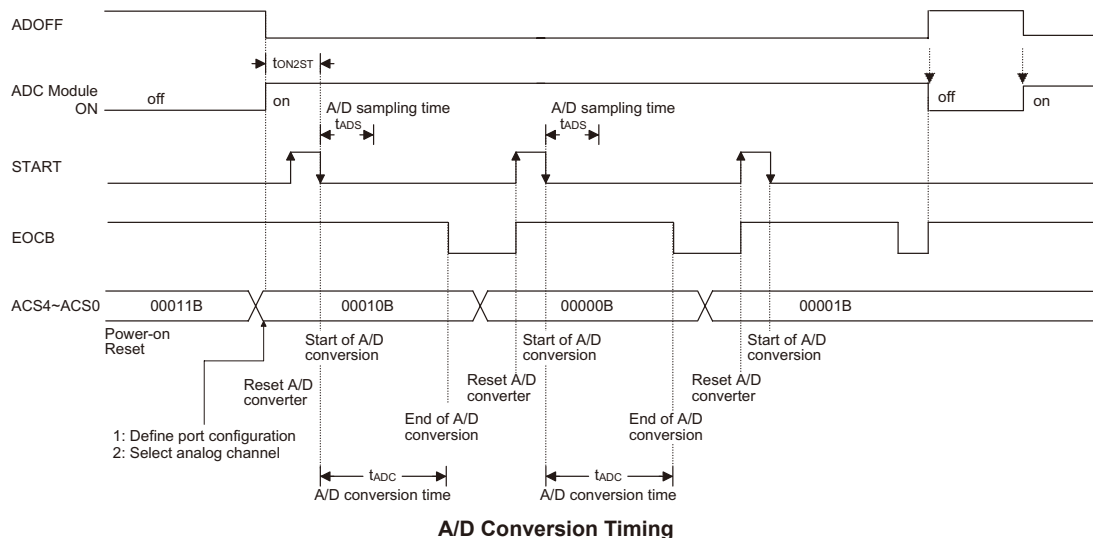 ADOFF
tON2ST
ADC Module
ON
off
on
off
on
A/D sampling time
tADS
A/D sampling time
tADS
START
EOCB
ACS4~ACS0
00011B
00010B
00000B
00001B
Power-on
Reset
Start of A/D
conversion
Start of A/D
conversion
Start of A/D
conversion
Reset A/D
converter
Reset A/D
converter
Reset A/D
converter
End of A/D
conversion
End of A/D
conversion
1: Define port configuration
2: Select analog channel
tADC
A/D conversion time
tADC
A/D conversion time
A/D Conversion Timing